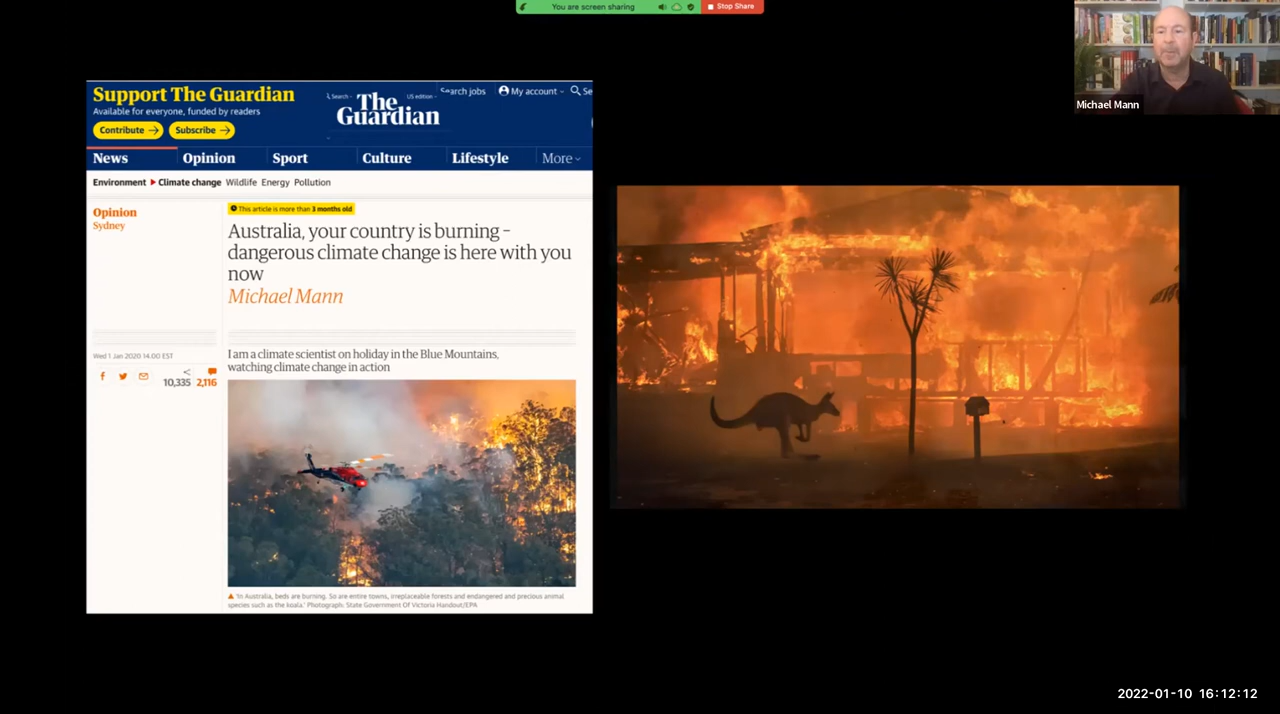 You are screen sharing
Stop Share
Michael Mann
Support The Guardian
Available for everyone, funded by readers
Contribute →
Subscribe →
Search
US edition
Search jobs
My account
Se
The
Guardian
News
Opinion
Sport
Culture
Lifestyle
More
Environment
Climate change
Wildlife
Energy
Pollution
Opinion
Sydney
This article is more than 3 months old
Australia, your country is burning –
dangerous climate change is here with you
now
Michael Mann
Wed 1 Jan 2020 14.00 EST
10,335
2,116
I am a climate scientist on holiday in the Blue Mountains,
watching climate change in action
'In Australia, beds are burning. So are entire towns, irreplaceable forests and endangered and precious animal
species such as the koala.' Photograph: State Government Of Victoria Handout/EPA
2022-01-10 16:12:12